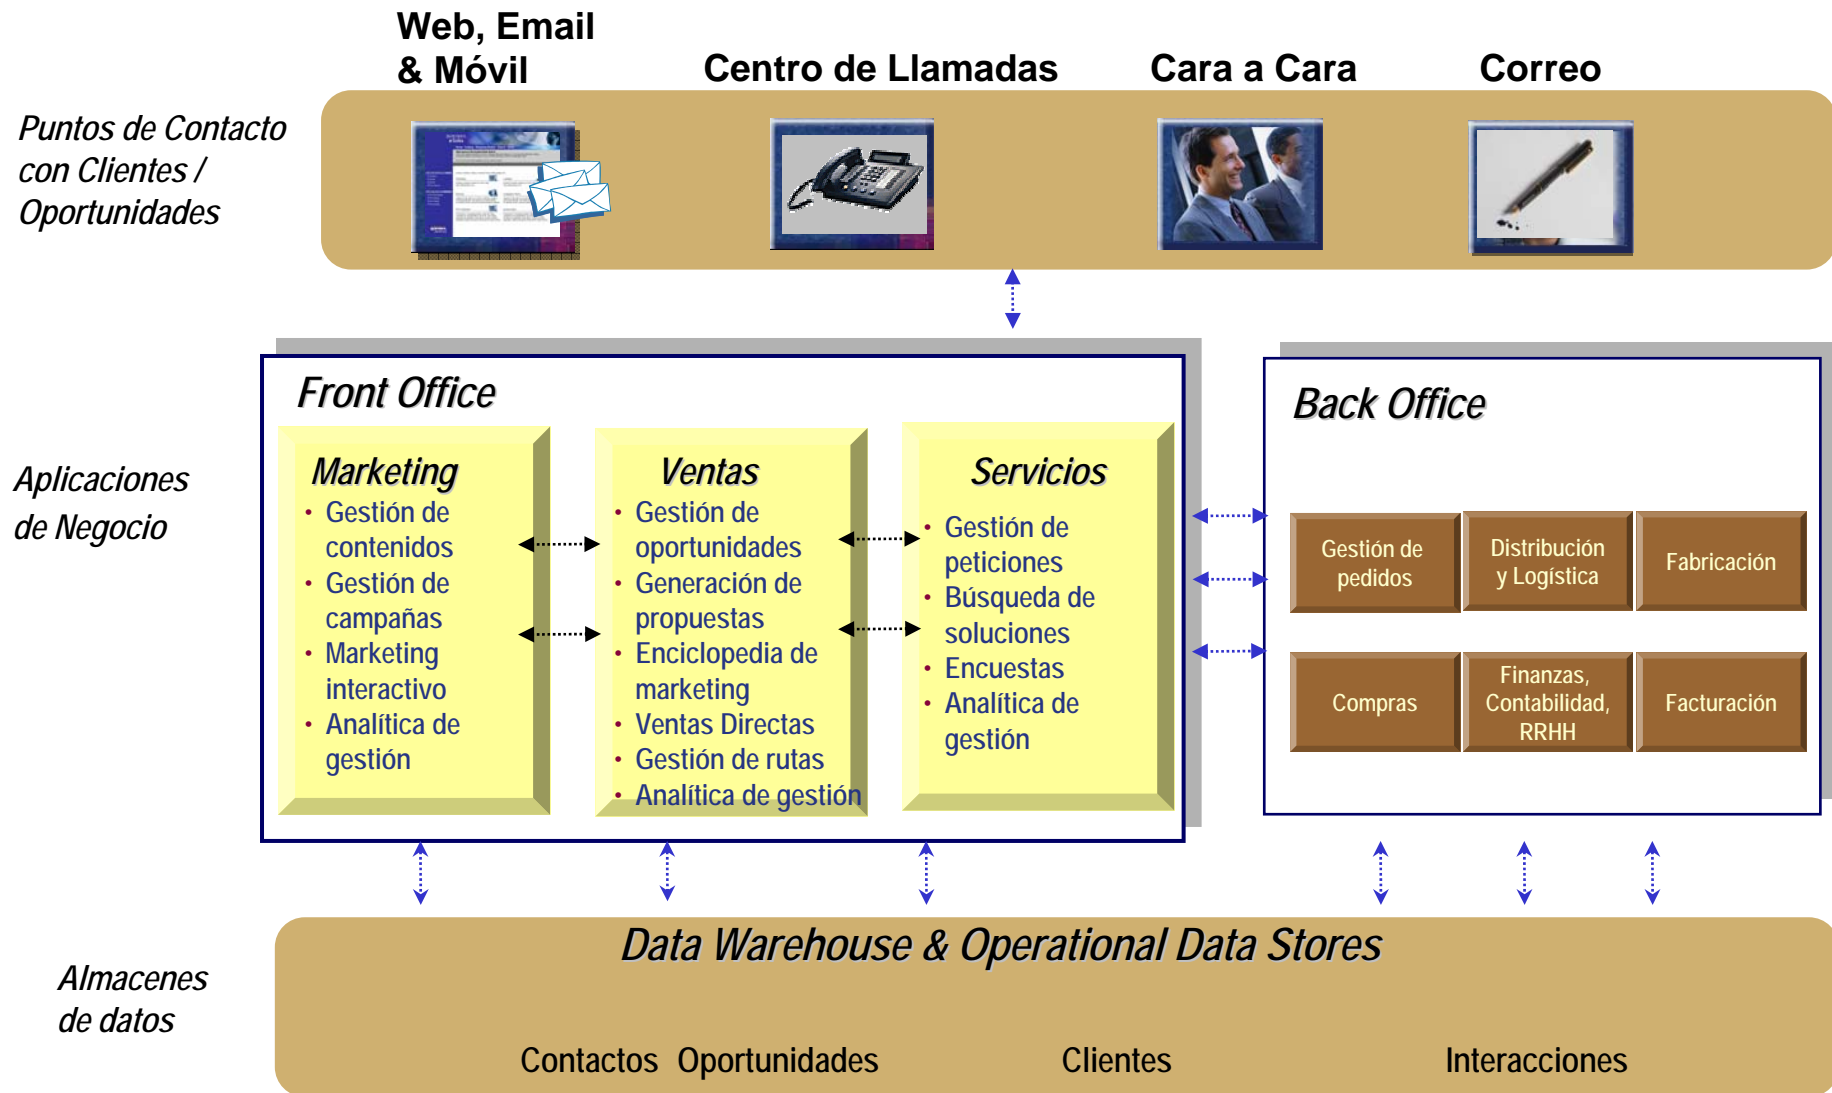 Web, Email
& Móvil
Centro de Llamadas
Cara a Cara
Correo
Puntos de Contacto
con Clientes /
Oportunidades
Aplicaciones
de Negocio
Front Office
Marketing
• Gestión de
contenidos
• Gestión de
campañas
• Marketing
interactivo
• Analítica de
gestión
Ventas
• Gestión de
oportunidades
• Generación de
propuestas
• Enciclopedia de
marketing
• Ventas Directas
• Gestión de rutas
• Analítica de gestión
Servicios
• Gestión de
peticiones
• Búsqueda de
soluciones
• Encuestas
• Analítica de
gestión
Back Office
Gestión de
pedidos
Distribución
y Logística
Fabricación
Compras
Finanzas,
Contabilidad,
RRHH
Facturación
Almacenes
de datos
Data Warehouse & Operational Data Stores
Contactos
Oportunidades
Clientes
Interacciones